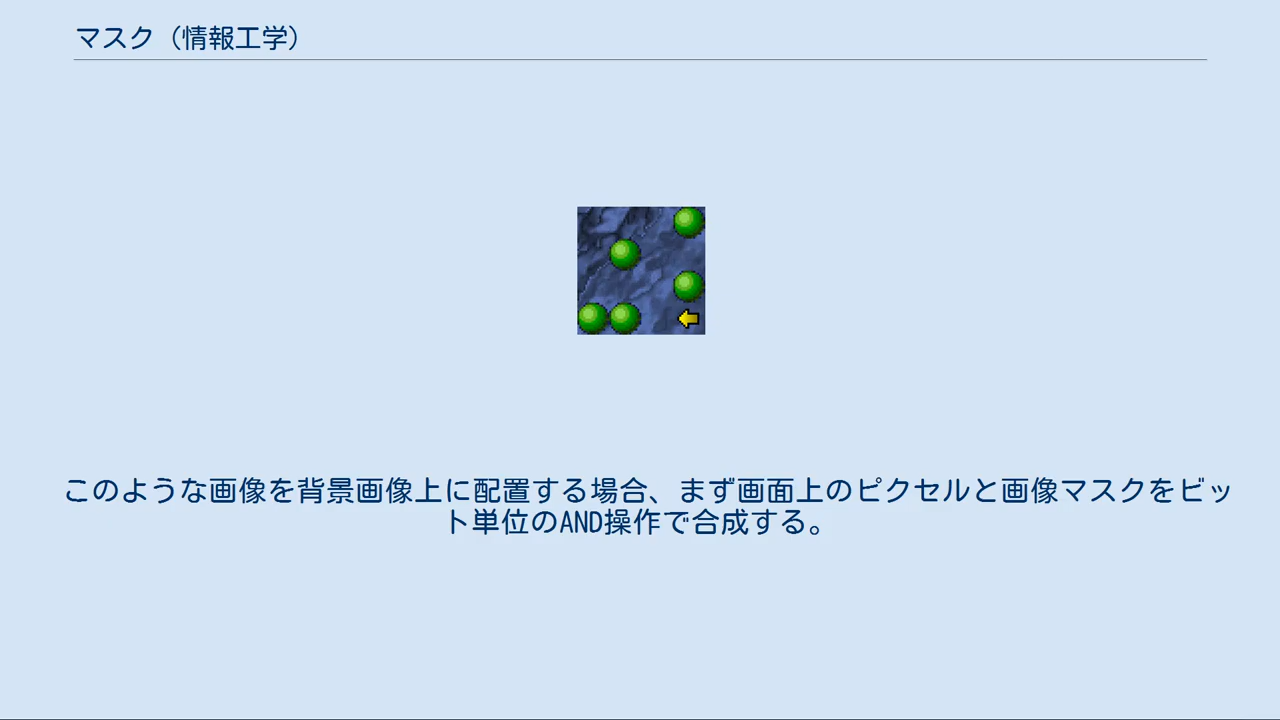 マスク（情報工学）
このような画像を背景画像上に配置する場合、まず画面上のピクセルと画像マスクをビッ
ト単位のAND操作で合成する。